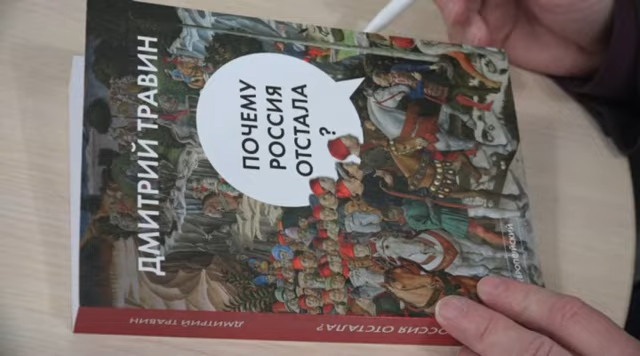 ДМИТРИЙ ТРАВИН
ПОЧЕМУ
РОССИЯ
ОТСТАЛА
?
ДМИТРИЙ ТРАВИН
РОССИЯ ОТСТАЛА?